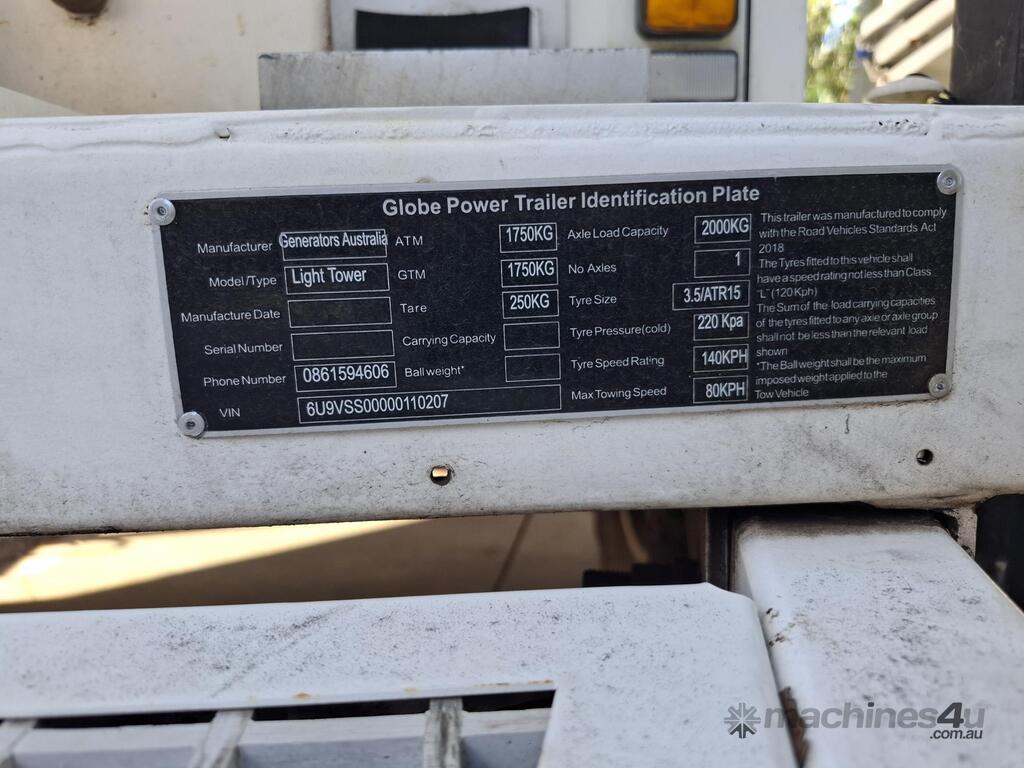 Globe Power Trailer Identification Plate
Manufacturer Generators Australia ATM 1750KG Axle Load Capacity 2000KG
Model/Type Light Tower GTM 1750KG No Axles 1
Manufacture Date Tare 250KG Tyre Size 3.5/ATR15
Serial Number Carrying Capacity Tyre Pressure(cold) 220 Kpa
Phone Number 0861594606 Ball weight* Tyre Speed Rating 140KPH
VIN 6U9VSS00000110207 Max Towing Speed 80KPH
This trailer was manufactured to comply
with the Road Vehicles Standards Act
2018
The Tyres fitted to this vehicle shall
have a speed rating not less than Class
"L" (120 Kph)
The Sum of the load carrying capacities
of the tyres fitted to any axle or axle group
shall not be less than the relevant load
shown
*The Ball weight shall be the maximum
imposed weight applied to the
Tow Vehicle
machines4u
.com.au